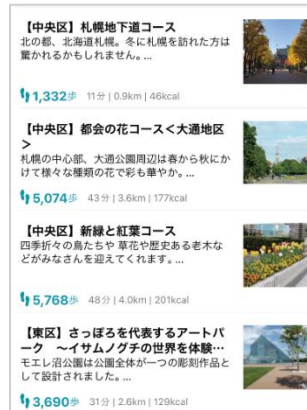 【中央区】札幌地下道コース
北の都、北海道札幌。冬に札幌を訪れた方は
驚かれるかもしれません。...
1,332歩 11分 | 0.9km | 46kcal
【中央区】都会の花コース<大通地区
>
札幌の中心部、大通公園周辺は春から秋にか
けて様々な種類の花で彩も華やか。...
5,074歩 43分 | 3.6km | 177kcal
【中央区】新緑と紅葉コース
四季折々の鳥たちや 草花や歴史ある老木な
どがみなさんを迎えてくれます。...
5,768歩 48分 | 4.0km | 201kcal
【東区】さっぽろを代表するアートパ
ーク ～イサムノグチの世界を体験…
モエレ沼公園は公園全体が一つの彫刻作品と
して設計されました。...
3,690歩 31分 | 2.6km | 129kcal